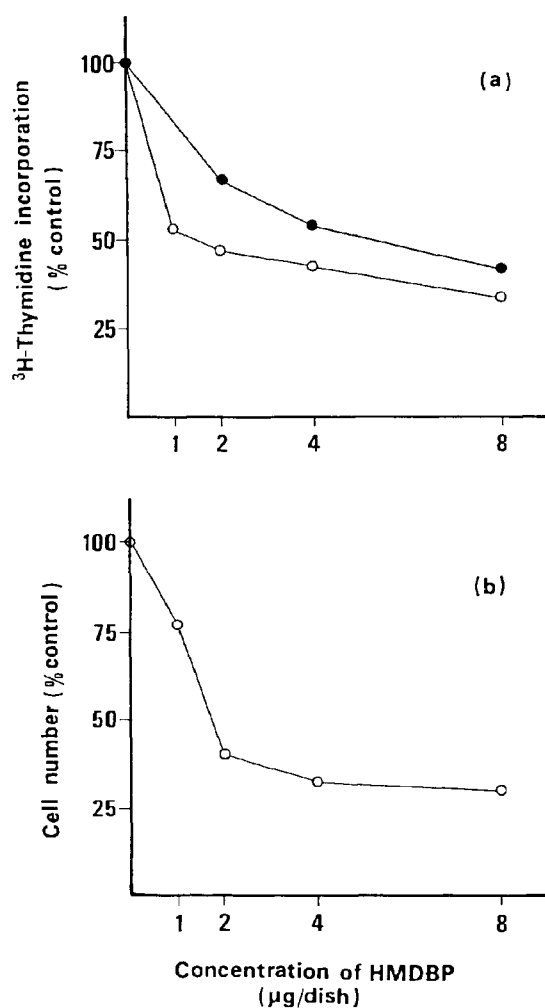 (a)
³H-Thymidine incorporation
(% control)
100
75
50
25
1 2 4 8
(b)
Cell number (% control)
100
75
50
25
1 2 4 8
Concentration of HMDBP
(µg/dish)